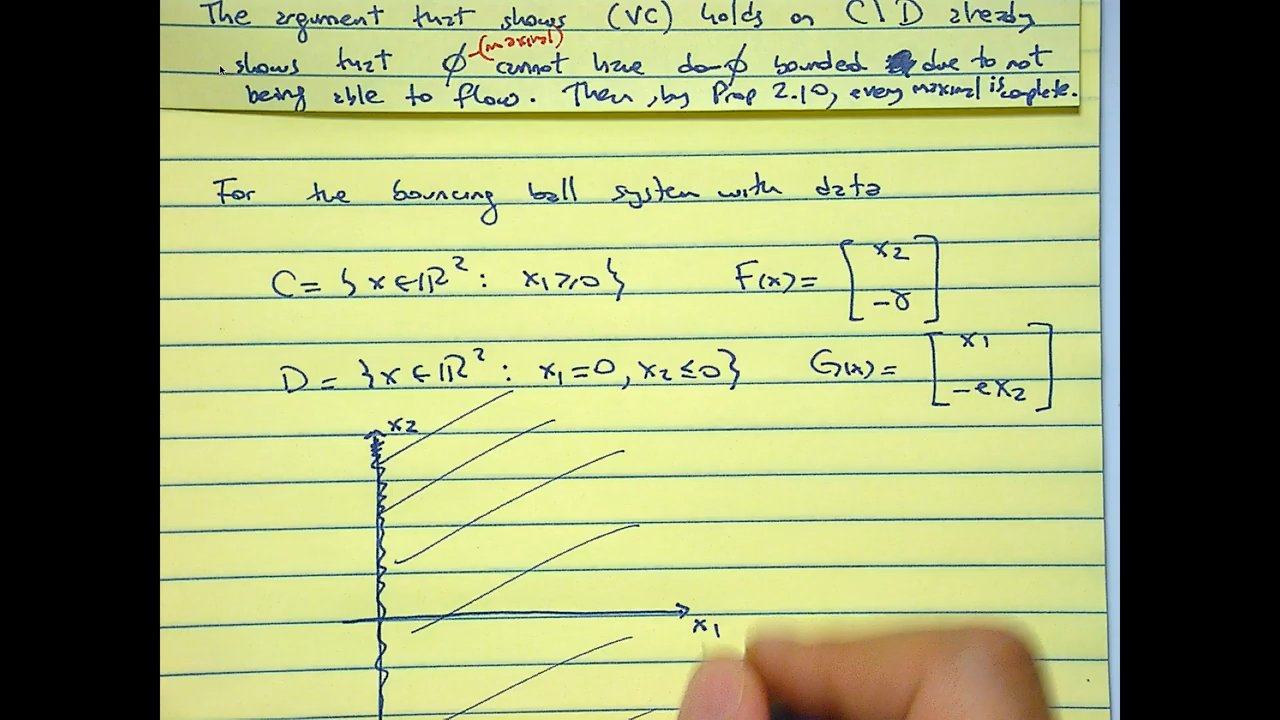 The argument that shows (VC) holds on C\D already
shows that ϕ (maximal) cannot have dom ϕ bounded due to not
being able to flow. Then, by Prop 2.10, every maximal is complete.
For the bouncing ball system with data
C = {x ∈ ℝ² : x₁ ≥ 0} F(x) = [x₂
-γ]
D = {x ∈ ℝ² : x₁ = 0, x₂ ≤ 0} G(x) = [x₁
-e x₂]
x₂
x₁